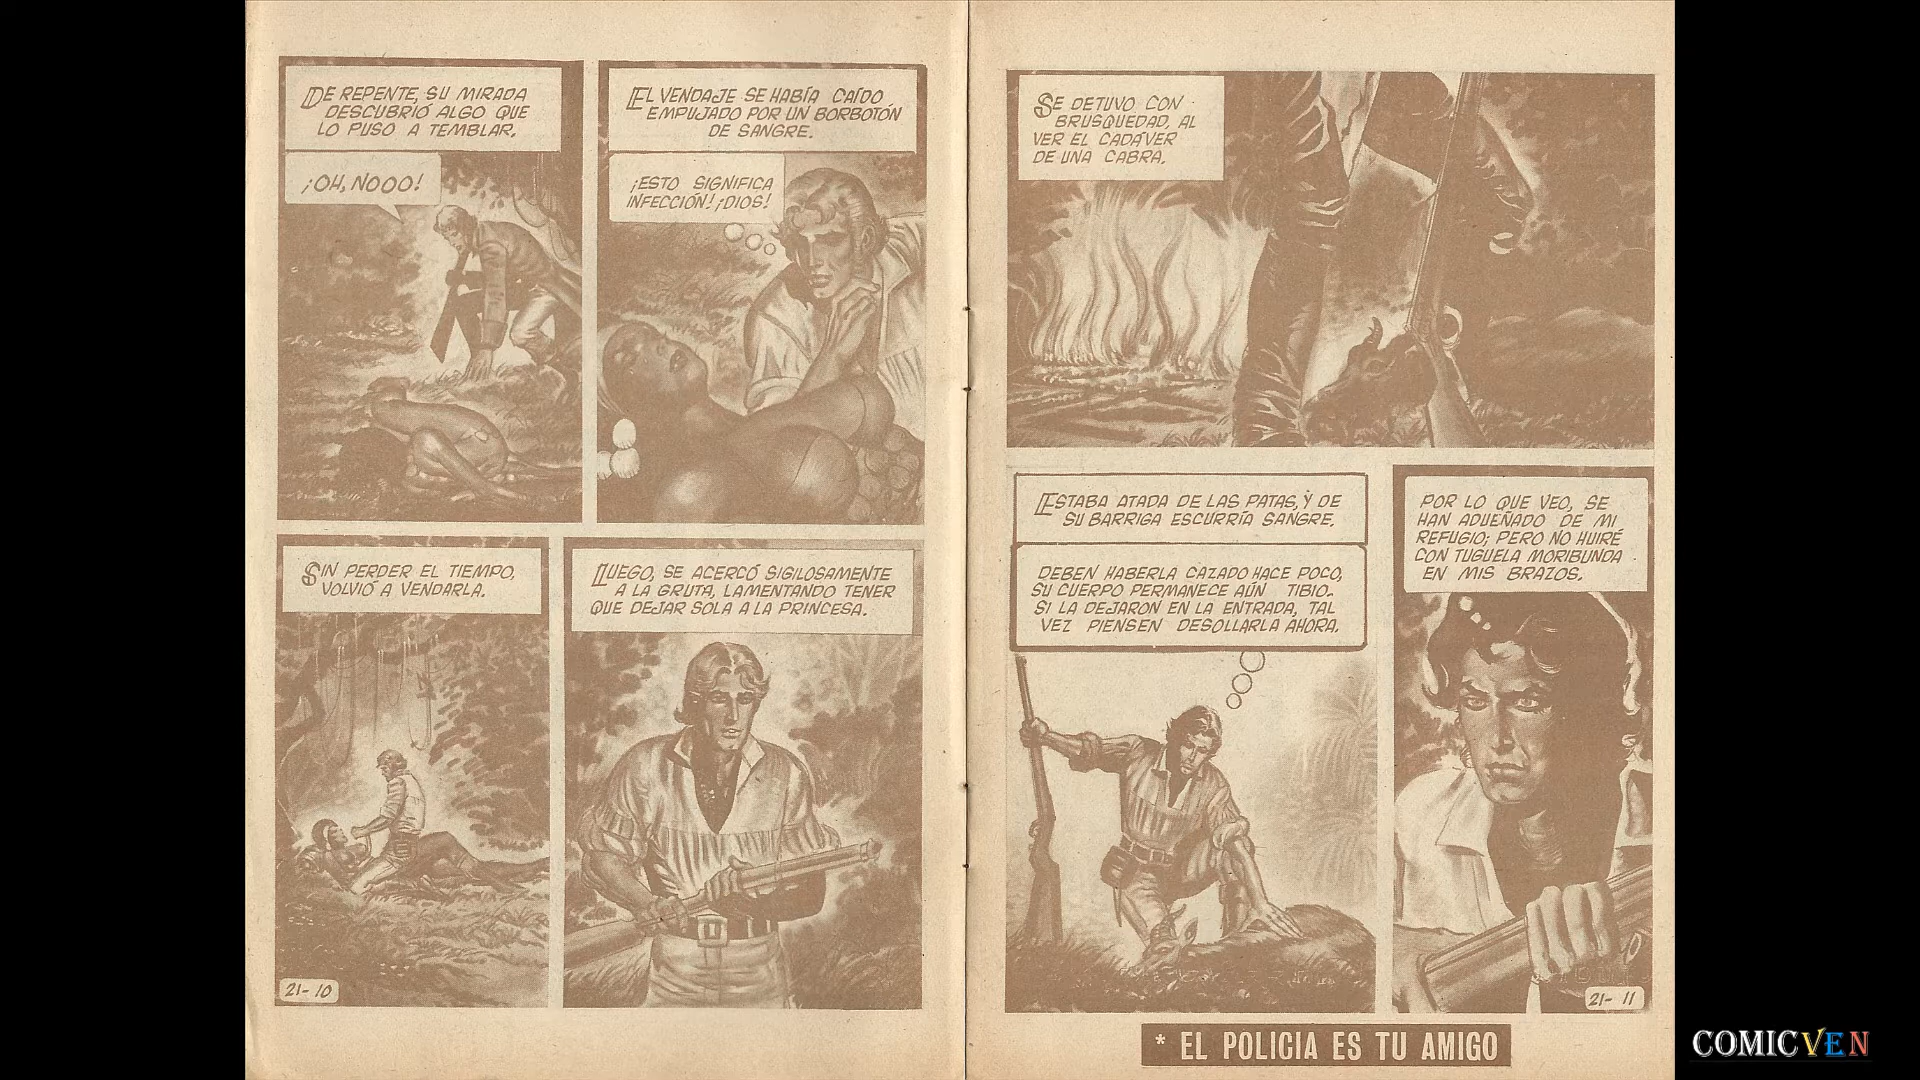 DE REPENTE, SU MIRADA
DESCUBRIÓ ALGO QUE
LO PUSO A TEMBLAR.
¡OH, NOOO!
EL VENDAJE SE HABÍA CAÍDO
EMPUJADO POR UN BORBOTÓN
DE SANGRE.
¡ESTO SIGNIFICA
INFECCIÓN! ¡DIOS!
SIN PERDER EL TIEMPO,
VOLVIÓ A VENDARLA.
LUEGO, SE ACERCÓ SIGILOSAMENTE
A LA GRUTA, LAMENTANDO TENER
QUE DEJAR SOLA A LA PRINCESA.
21-10
SE DETUVO CON
BRUSQUEDAD, AL
VER EL CADÁVER
DE UNA CABRA.
ESTABA ATADA DE LAS PATAS, Y DE
SU BARRIGA ESCURRÍA SANGRE.
DEBEN HABERLA CAZADO HACE POCO,
SU CUERPO PERMANECE AÚN TIBIO..
SI LA DEJARON EN LA ENTRADA, TAL
VEZ PIENSEN DESOLLARLA AHORA.
POR LO QUE VEO, SE
HAN ADUEÑADO DE MI
REFUGIO; PERO NO HUIRÉ
CON TUGUELA MORIBUNDA
EN MIS BRAZOS.
21-11
* EL POLICIA ES TU AMIGO
COMICVEN